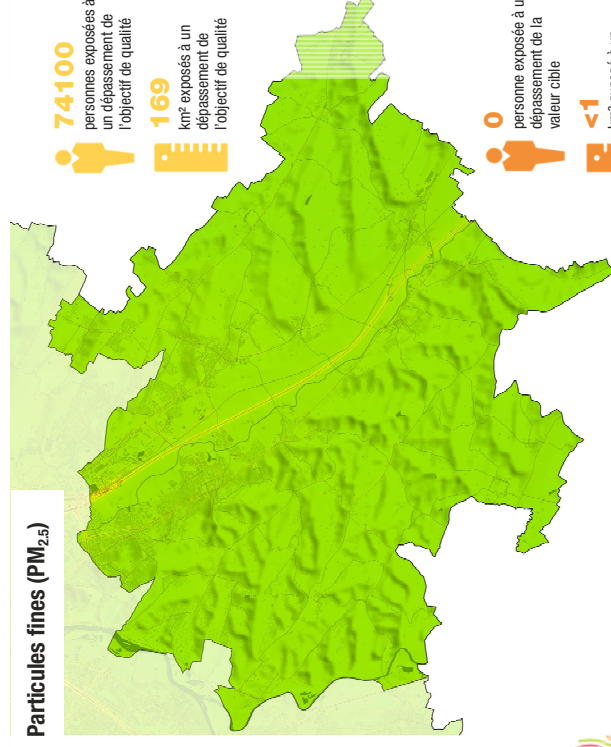 Particules fines (PM2.5)
74100
personnes exposées à
un dépassement de
l'objectif de qualité
169
km² exposés à un
dépassement de
l'objectif de qualité
0
personne exposée à u
dépassement de la
valeur cible
<1